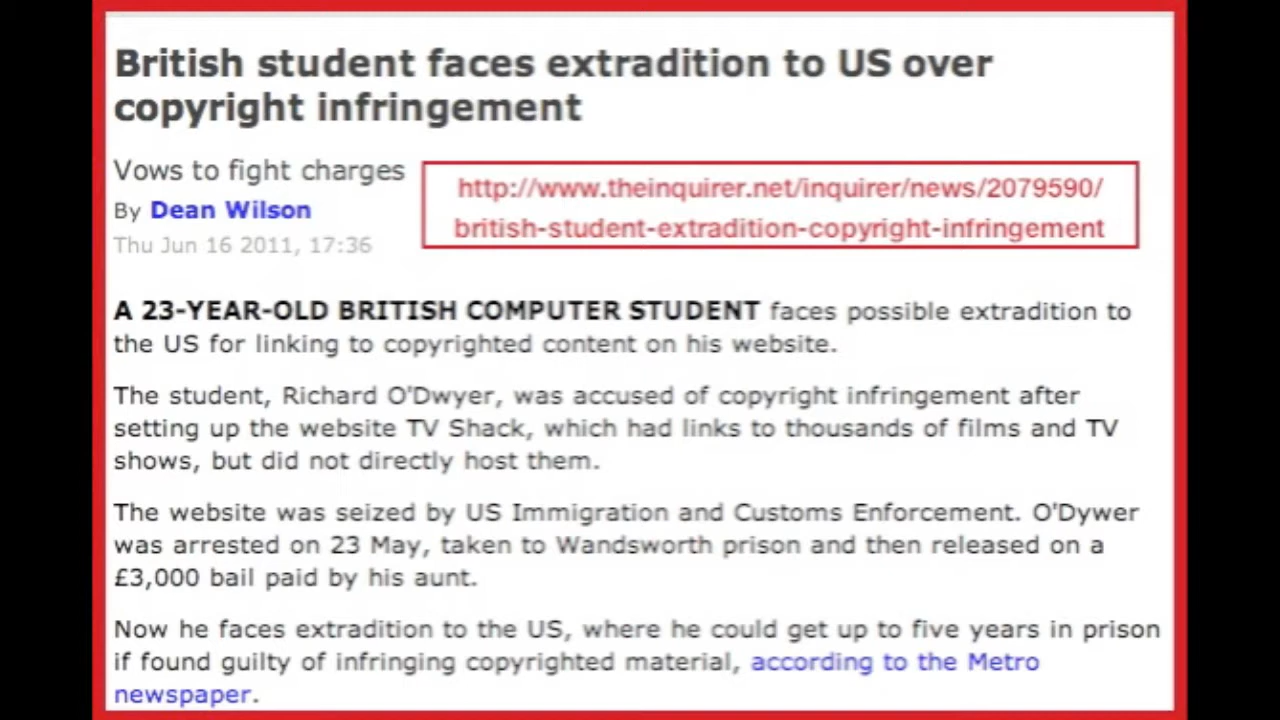 British student faces extradition to US over
copyright infringement
Vows to fight charges
By Dean Wilson
Thu Jun 16 2011, 17:36
http://www.theinquirer.net/inquirer/news/2079590/
british-student-extradition-copyright-infringement
A 23-YEAR-OLD BRITISH COMPUTER STUDENT faces possible extradition to
the US for linking to copyrighted content on his website.
The student, Richard O'Dwyer, was accused of copyright infringement after
setting up the website TV Shack, which had links to thousands of films and TV
shows, but did not directly host them.
The website was seized by US Immigration and Customs Enforcement. O'Dywer
was arrested on 23 May, taken to Wandsworth prison and then released on a
£3,000 bail paid by his aunt.
Now he faces extradition to the US, where he could get up to five years in prison
if found guilty of infringing copyrighted material, according to the Metro
newspaper.